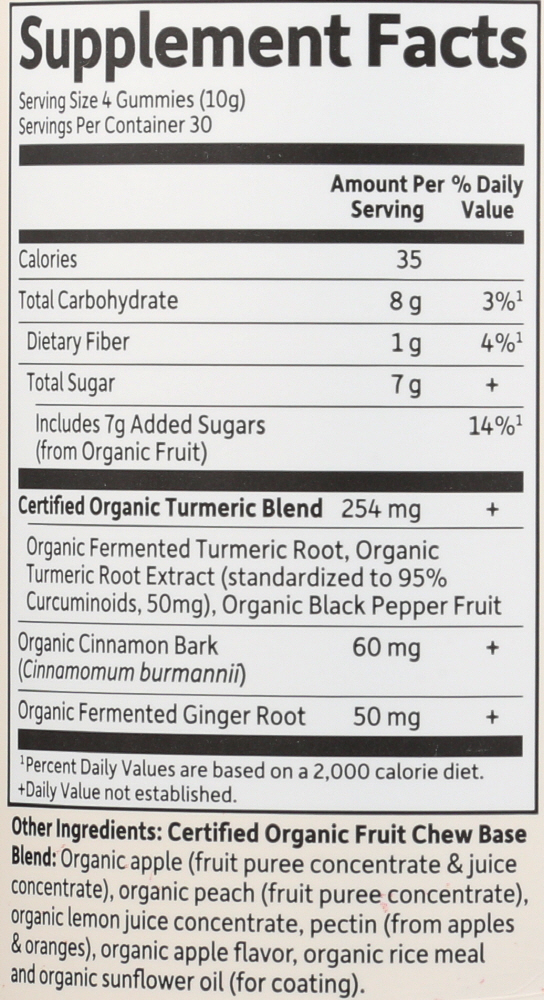 Supplement Facts
Serving Size 4 Gummies (10g)
Servings Per Container 30
Amount Per % Daily
Serving Value
Calories 35
Total Carbohydrate 8 g 3%¹
Dietary Fiber 1 g 4%¹
Total Sugar 7 g +
Includes 7g Added Sugars 14%¹
(from Organic Fruit)
Certified Organic Turmeric Blend 254 mg +
Organic Fermented Turmeric Root, Organic
Turmeric Root Extract (standardized to 95%
Curcuminoids, 50mg), Organic Black Pepper Fruit
Organic Cinnamon Bark 60 mg +
(Cinnamomum burmannii)
Organic Fermented Ginger Root 50 mg +
¹Percent Daily Values are based on a 2,000 calorie diet.
+Daily Value not established.
Other Ingredients: Certified Organic Fruit Chew Base
Blend: Organic apple (fruit puree concentrate & juice
concentrate), organic peach (fruit puree concentrate),
organic lemon juice concentrate, pectin (from apples
& oranges), organic apple flavor, organic rice meal
and organic sunflower oil (for coating).